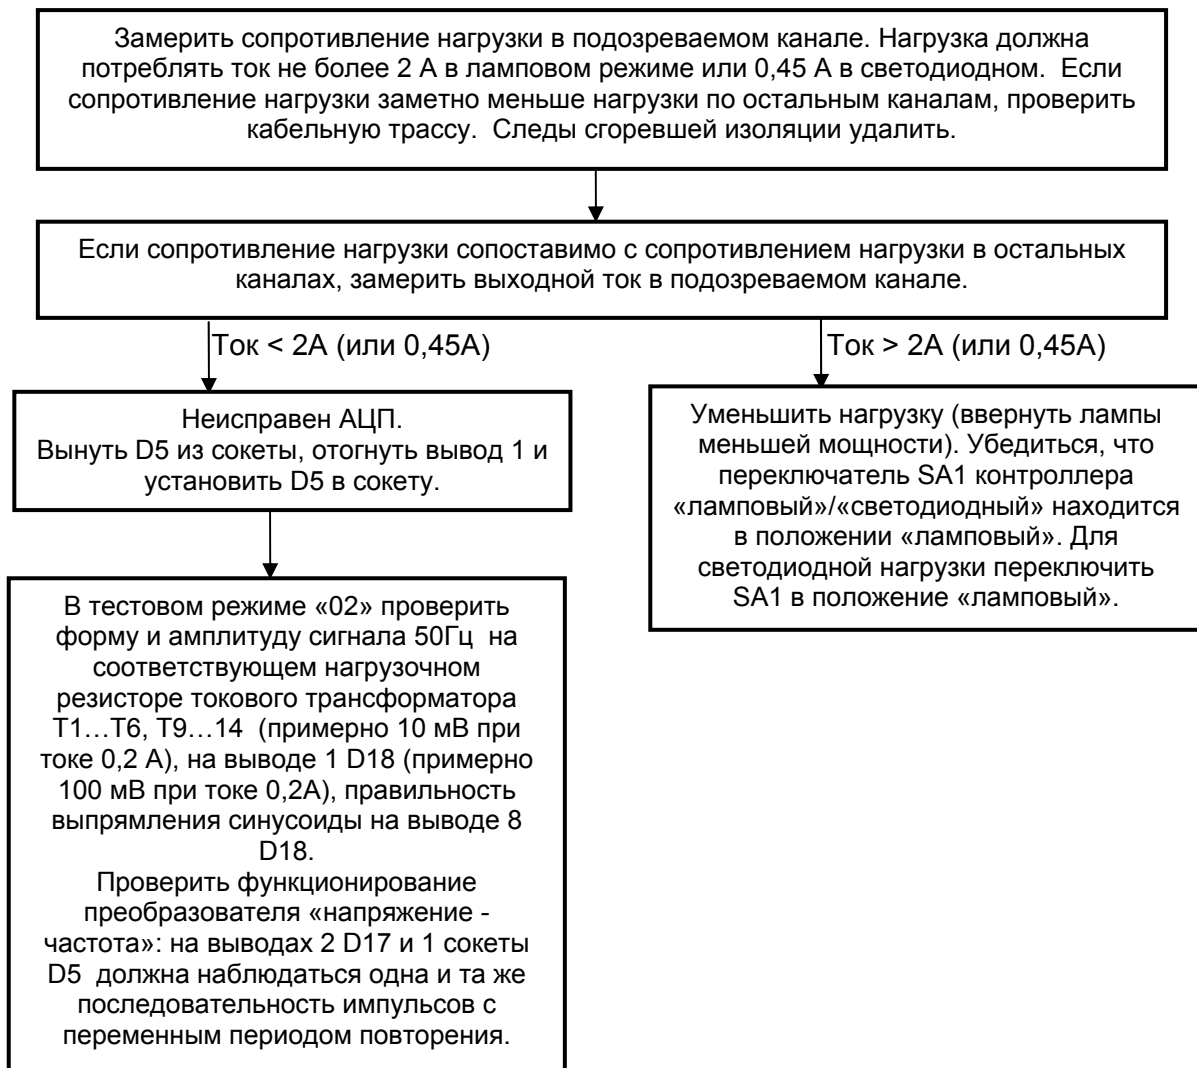 Замерить сопротивление нагрузки в подозреваемом канале. Нагрузка должна
потреблять ток не более 2 А в ламповом режиме или 0,45 А в светодиодном. Если
сопротивление нагрузки заметно меньше нагрузки по остальным каналам, проверить
кабельную трассу. Следы сгоревшей изоляции удалить.
Если сопротивление нагрузки сопоставимо с сопротивлением нагрузки в остальных
каналах, замерить выходной ток в подозреваемом канале.
Ток < 2А (или 0,45А)
Ток > 2А (или 0,45А)
Неисправен АЦП.
Вынуть D5 из сокеты, отогнуть вывод 1 и
установить D5 в сокету.
Уменьшить нагрузку (ввернуть лампы
меньшей мощности). Убедиться, что
переключатель SA1 контроллера
«ламповый»/«светодиодный» находится
в положении «ламповый». Для
светодиодной нагрузки переключить
SA1 в положение «ламповый».
В тестовом режиме «02» проверить
форму и амплитуду сигнала 50Гц на
соответствующем нагрузочном
резисторе токового трансформатора
Т1…Т6, Т9…14 (примерно 10 мВ при
токе 0,2 А), на выводе 1 D18 (примерно
100 мВ при токе 0,2А), правильность
выпрямления синусоиды на выводе 8
D18.
Проверить функционирование
преобразователя «напряжение -
частота»: на выводах 2 D17 и 1 сокеты
D5 должна наблюдаться одна и та же
последовательность импульсов с
переменным периодом повторения.